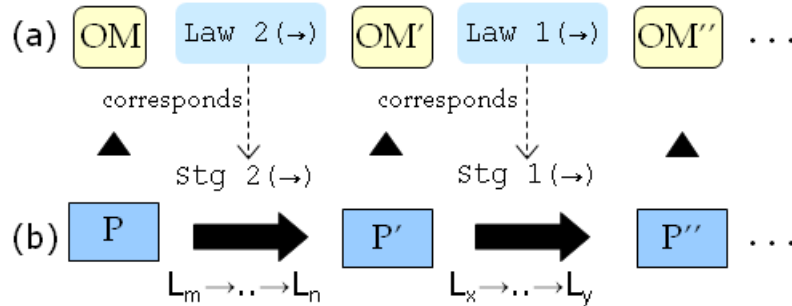 (a) OM Law 2(→) OM′ Law 1(→) OM′′ . . .
corresponds corresponds
Stg 2(→) Stg 1(→)
(b) P P′ P′′ . . .
Lm→..→Ln Lx→..→Ly